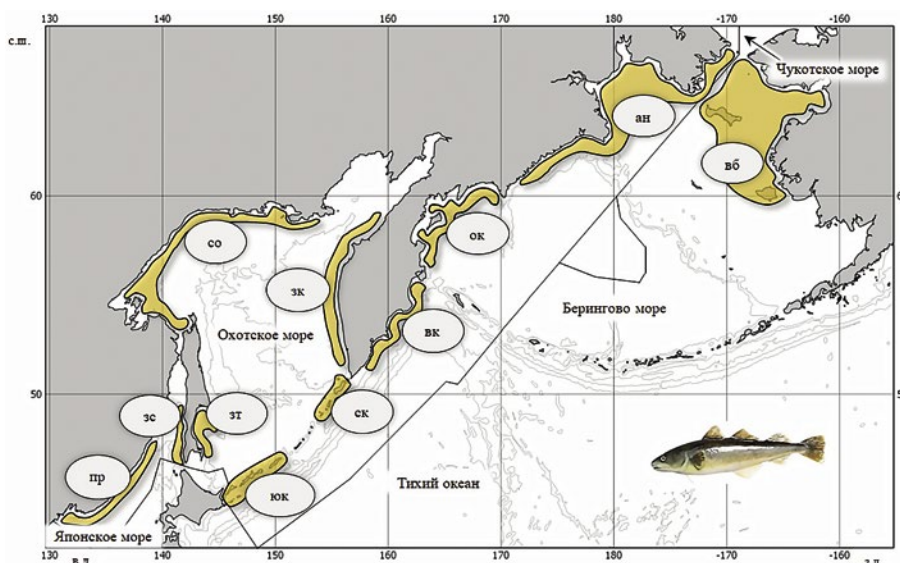 130 140 150 160 170 180 -170 -160
с.ш.
Чукотское море
ан
вб
60
со
ок
зк
Берингово море
Охотское море
вк
50
зс
зт
ск
пр
юк
Тихий океан
Японское море
130 140 150 160 170 180 -170 -160